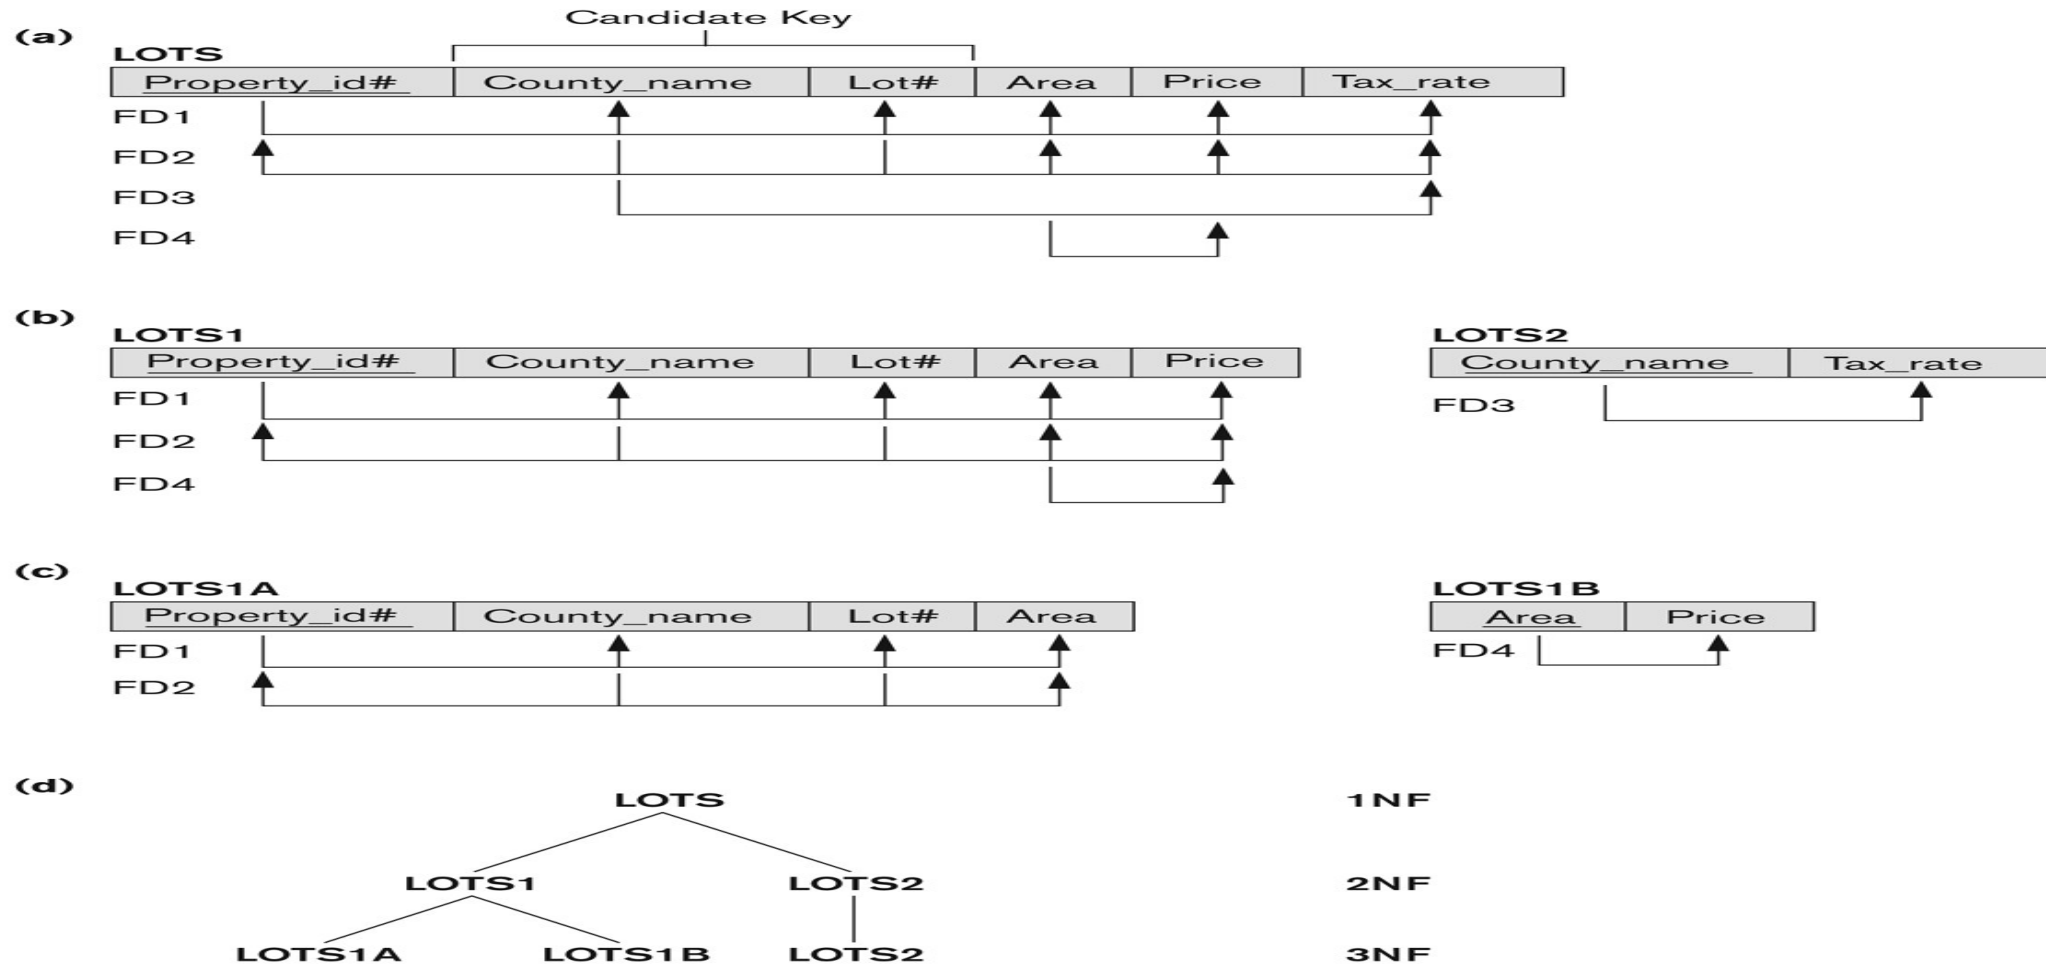 Candidate Key
(a)
LOTS
Property_id# County_name Lot# Area Price Tax_rate
FD1
FD2
FD3
FD4
(b)
LOTS1
Property_id# County_name Lot# Area Price
FD1
FD2
FD4
LOTS2
County_name Tax_rate
FD3
(c)
LOTS1A
Property_id# County_name Lot# Area
FD1
FD2
LOTS1B
Area Price
FD4
(d)
LOTS 1NF
LOTS1 LOTS2 2NF
LOTS1A LOTS1B LOTS2 3NF